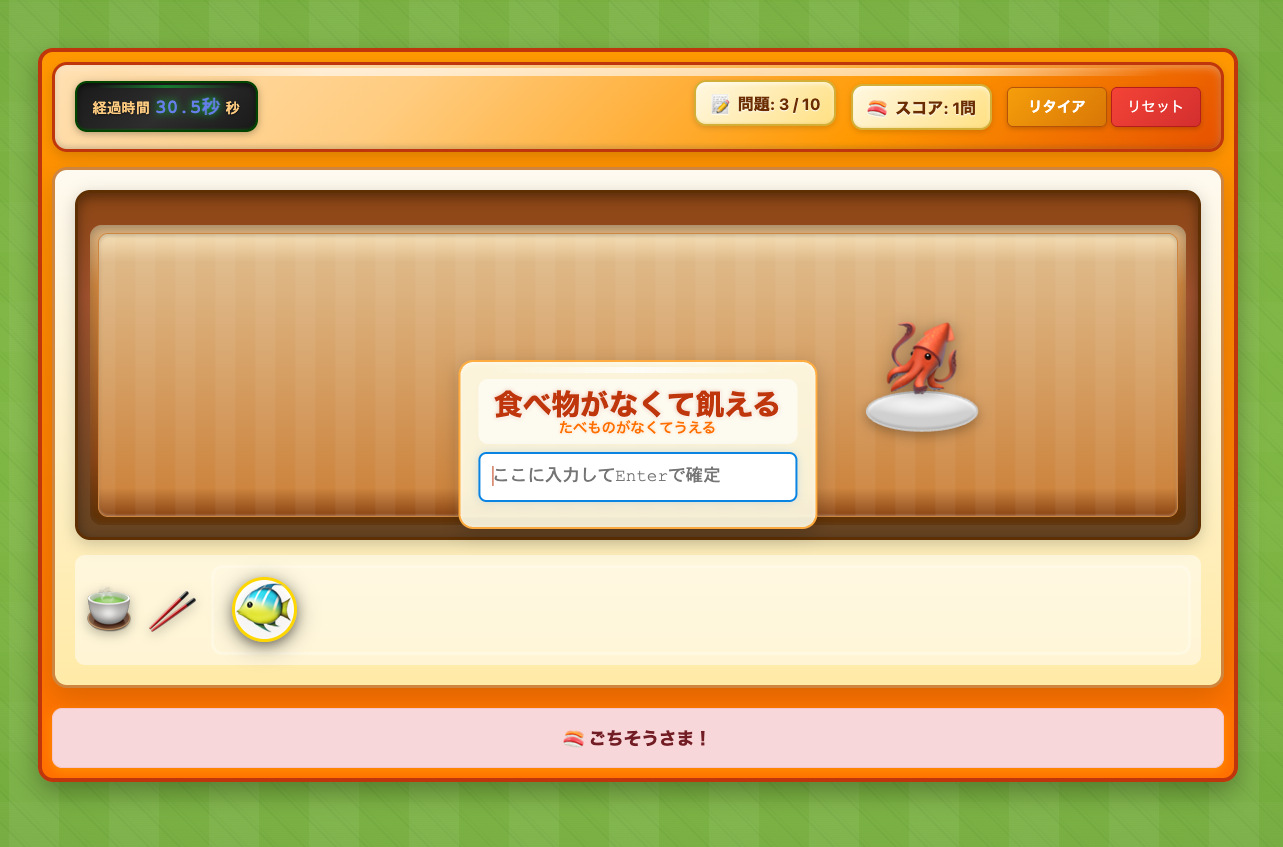 経過時間 30.5秒 秒
問題: 3 / 10
スコア: 1問
リタイア
リセット
食べ物がなくて飢える
たべものがなくてうえる
ここに入力してEnterで確定
ごちそうさま！